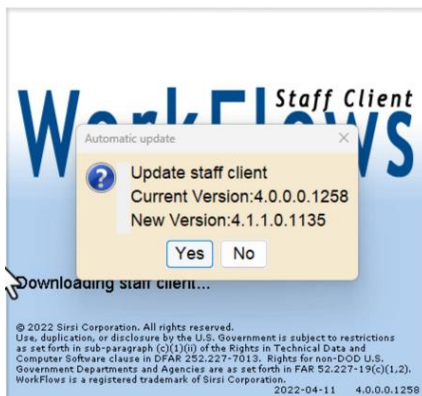 Staff Client
WorkFlows
Automatic update
Update staff client
Current Version:4.0.0.0.1258
New Version:4.1.1.0.1135
Yes No
Downloading staff client...
© 2022 Sirsi Corporation. All rights reserved.
Use, duplication, or disclosure by the U.S. Government is subject to restrictions
as set forth in sub-paragraph (c)(1)(ii) of the Rights in Technical Data and
Computer Software clause in DFAR 252.227-7013. Rights for non-DOD U.S.
Government Departments and Agencies are as set forth in FAR 52.227-19(c)(1,2).
WorkFlows is a registered trademark of Sirsi Corporation.
2022-04-11 4.0.0.0.1258